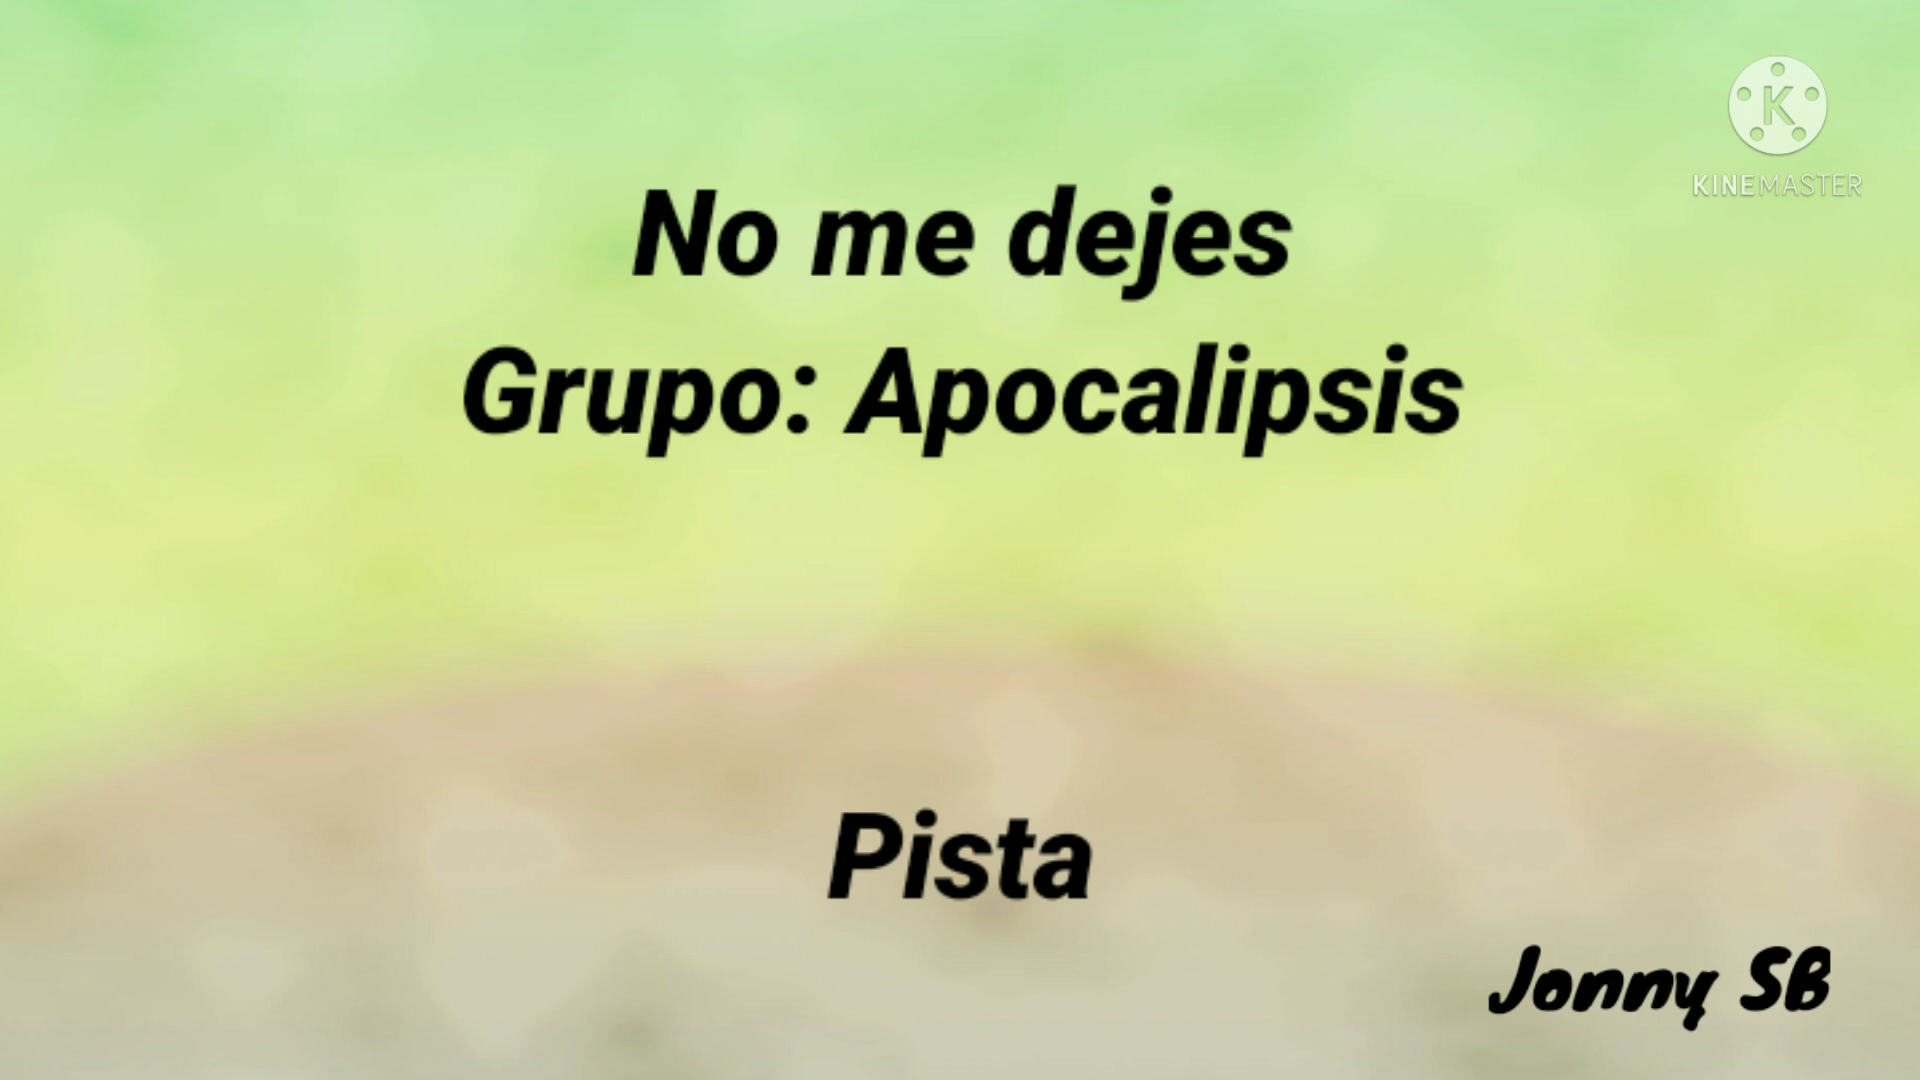 K
KINEMASTER
No me dejes
Grupo: Apocalipsis
Pista
Jonny SB